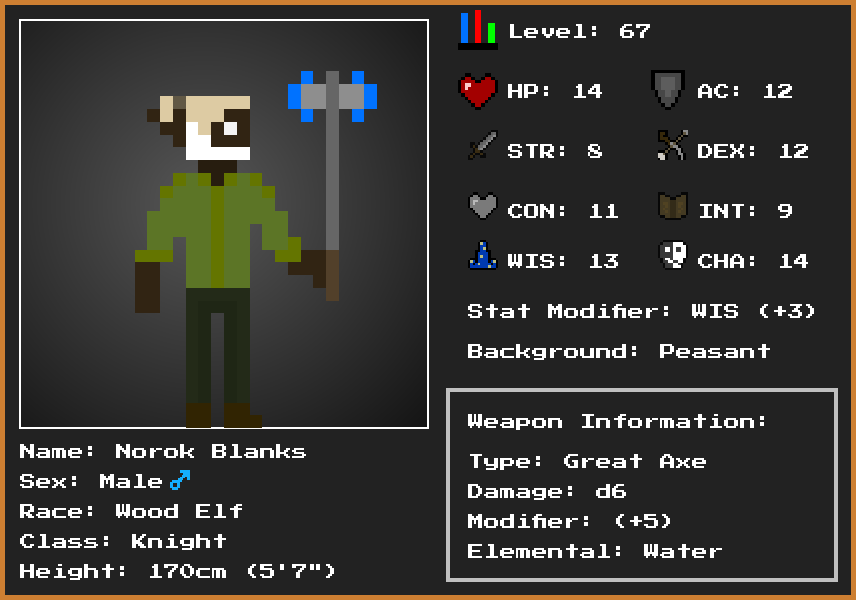 Level: 67
HP: 14
AC: 12
STR: 8
DEX: 12
CON: 11
INT: 9
WIS: 13
CHA: 14
Stat Modifier: WIS (+3)
Background: Peasant
Weapon Information:
Type: Great Axe
Damage: d6
Modifier: (+5)
Elemental: Water
Name: Norok Blanks
Sex: Male♂
Race: Wood Elf
Class: Knight
Height: 170cm (5'7")